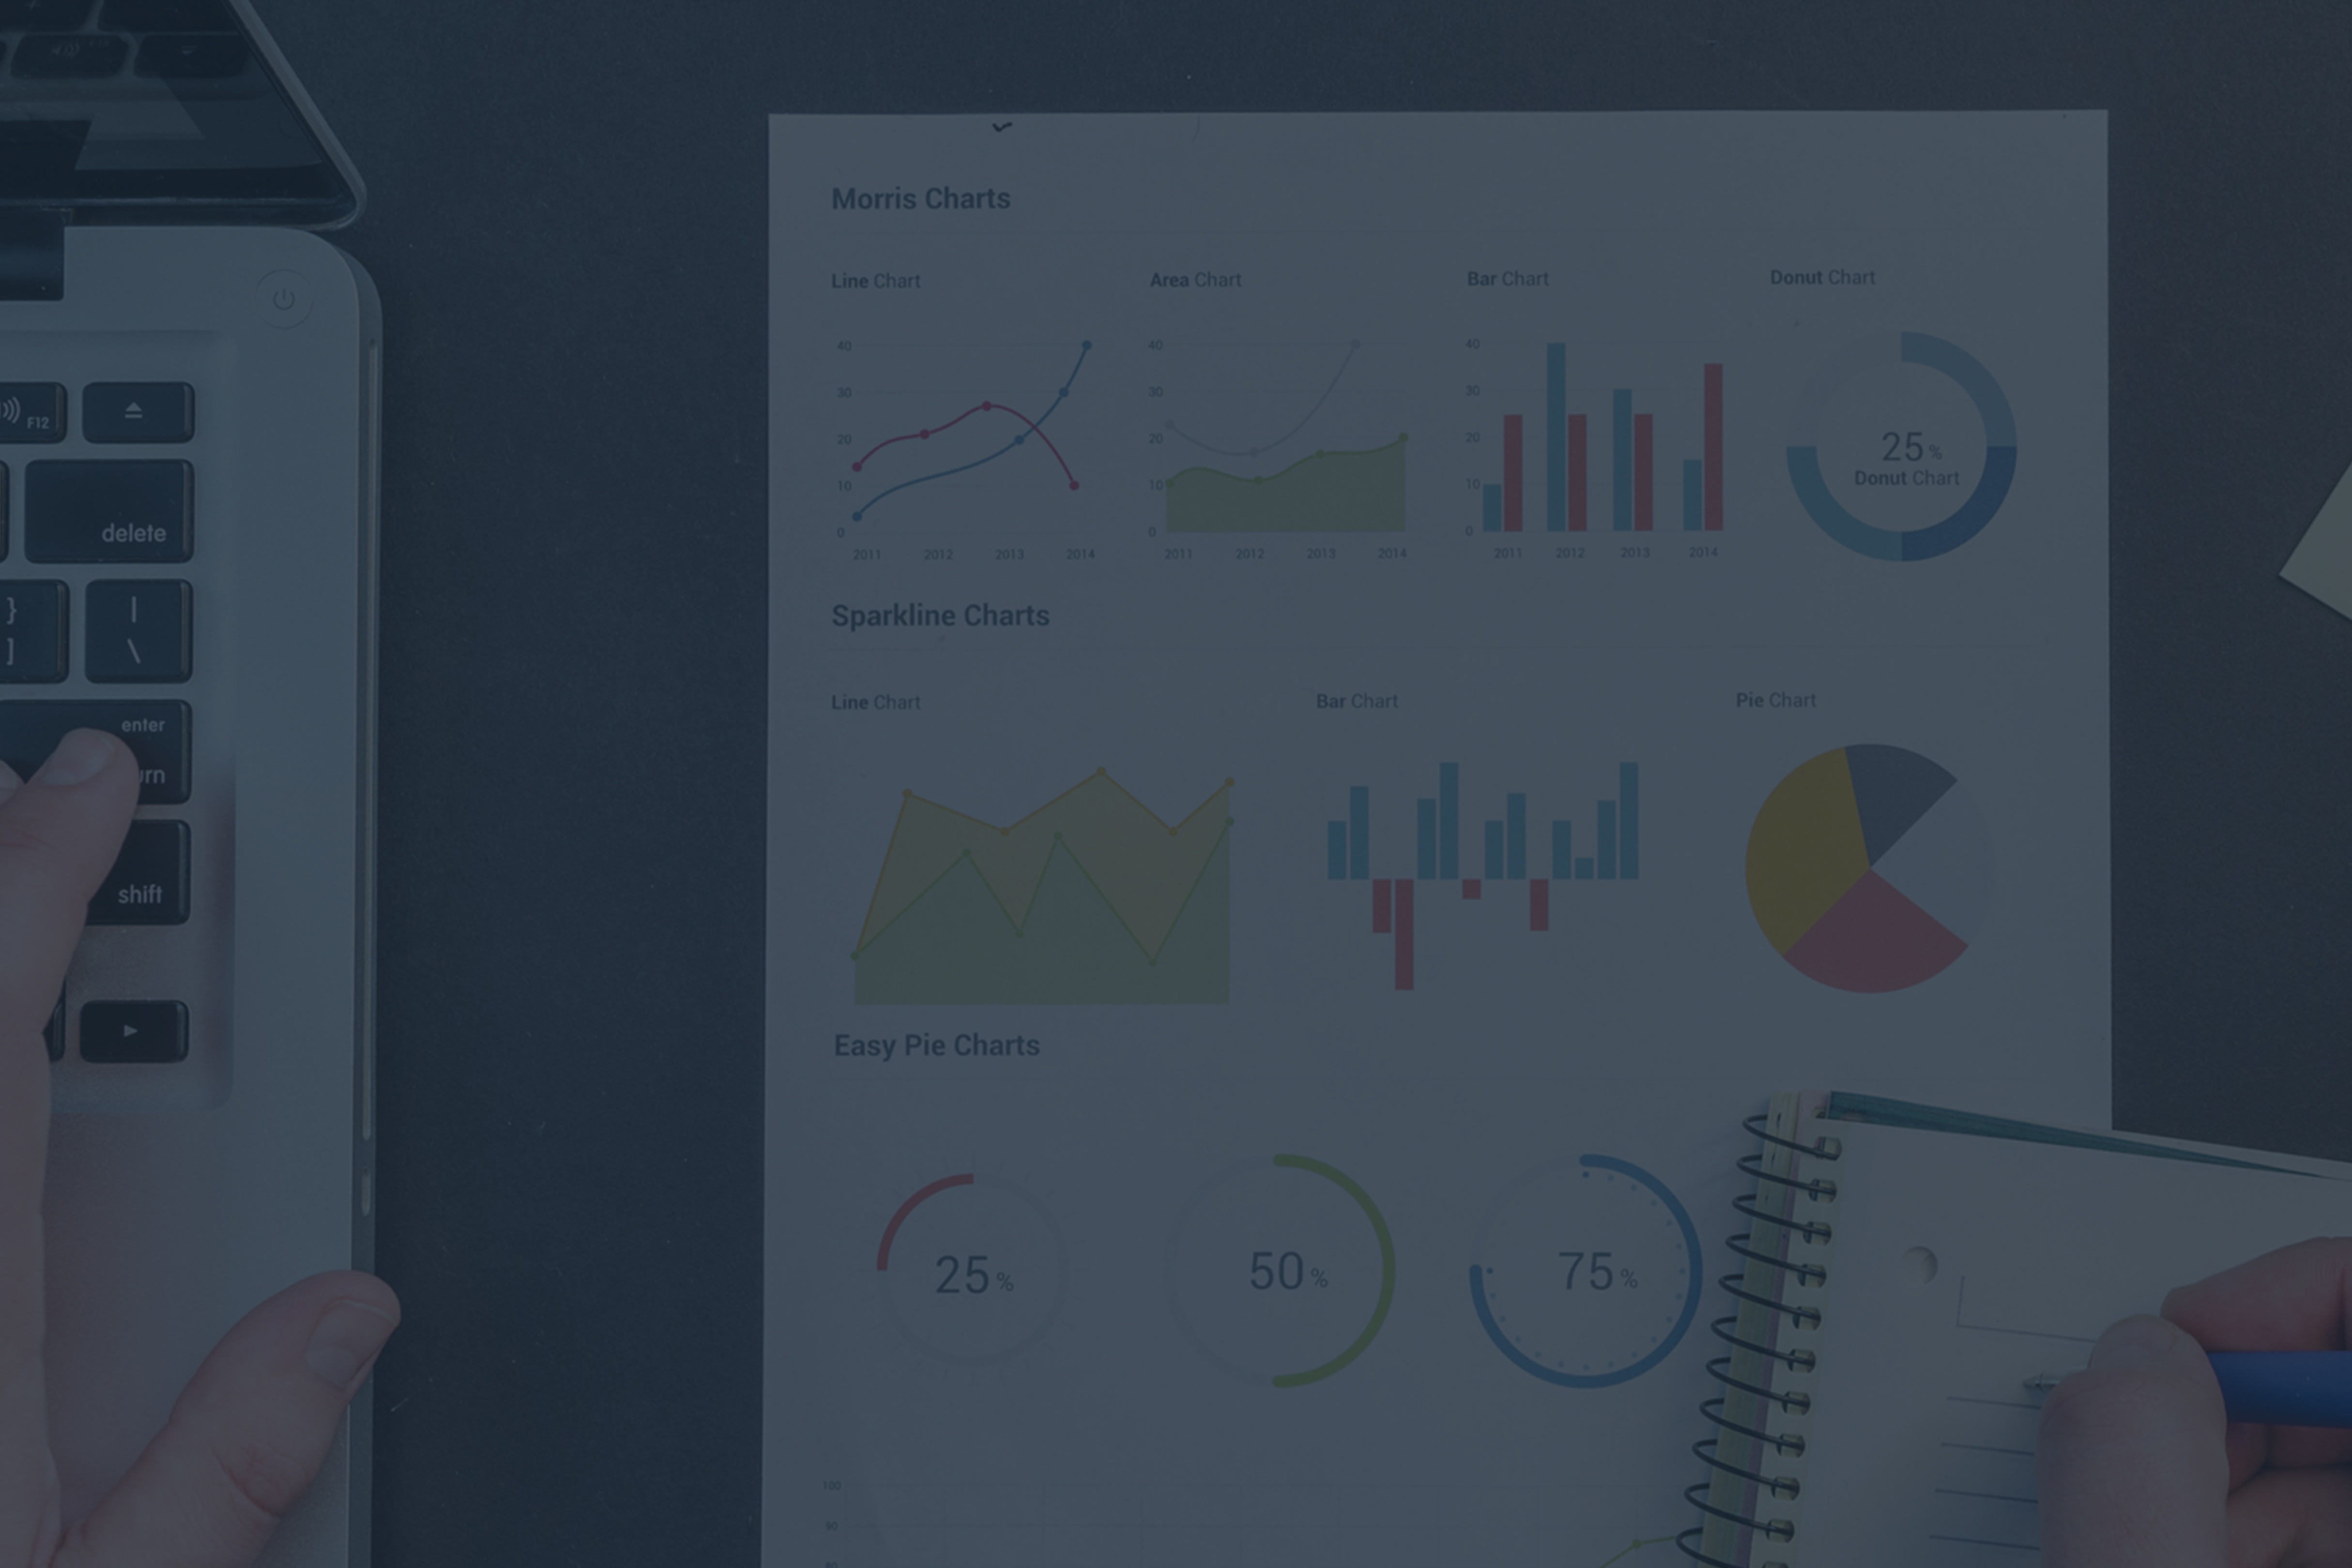 F12
delete
}
]
|
\
enter
shift
Morris Charts
Line Chart
40
30
20
10
0
2011 2012 2013 2014
Area Chart
40
30
20
10
0
2011 2012 2013 2014
Bar Chart
40
30
20
10
0
2011 2012 2013 2014
Donut Chart
25 %
Donut Chart
Sparkline Charts
Line Chart
Bar Chart
Pie Chart
Easy Pie Charts
25 %
50 %
75 %
100
90
80